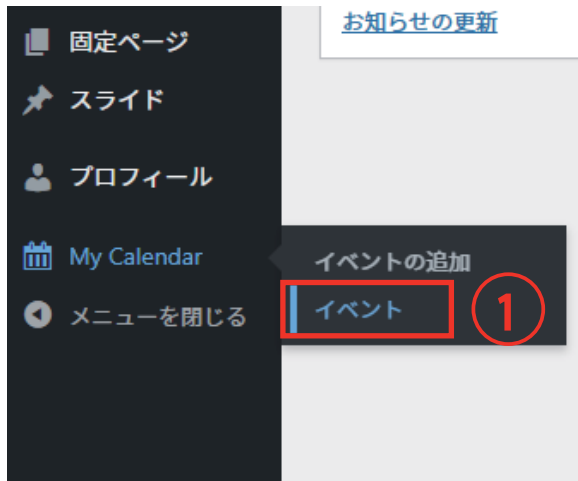 お知らせの更新
固定ページ
スライド
プロフィール
My Calendar
イベントの追加
イベント
①
メニューを閉じる